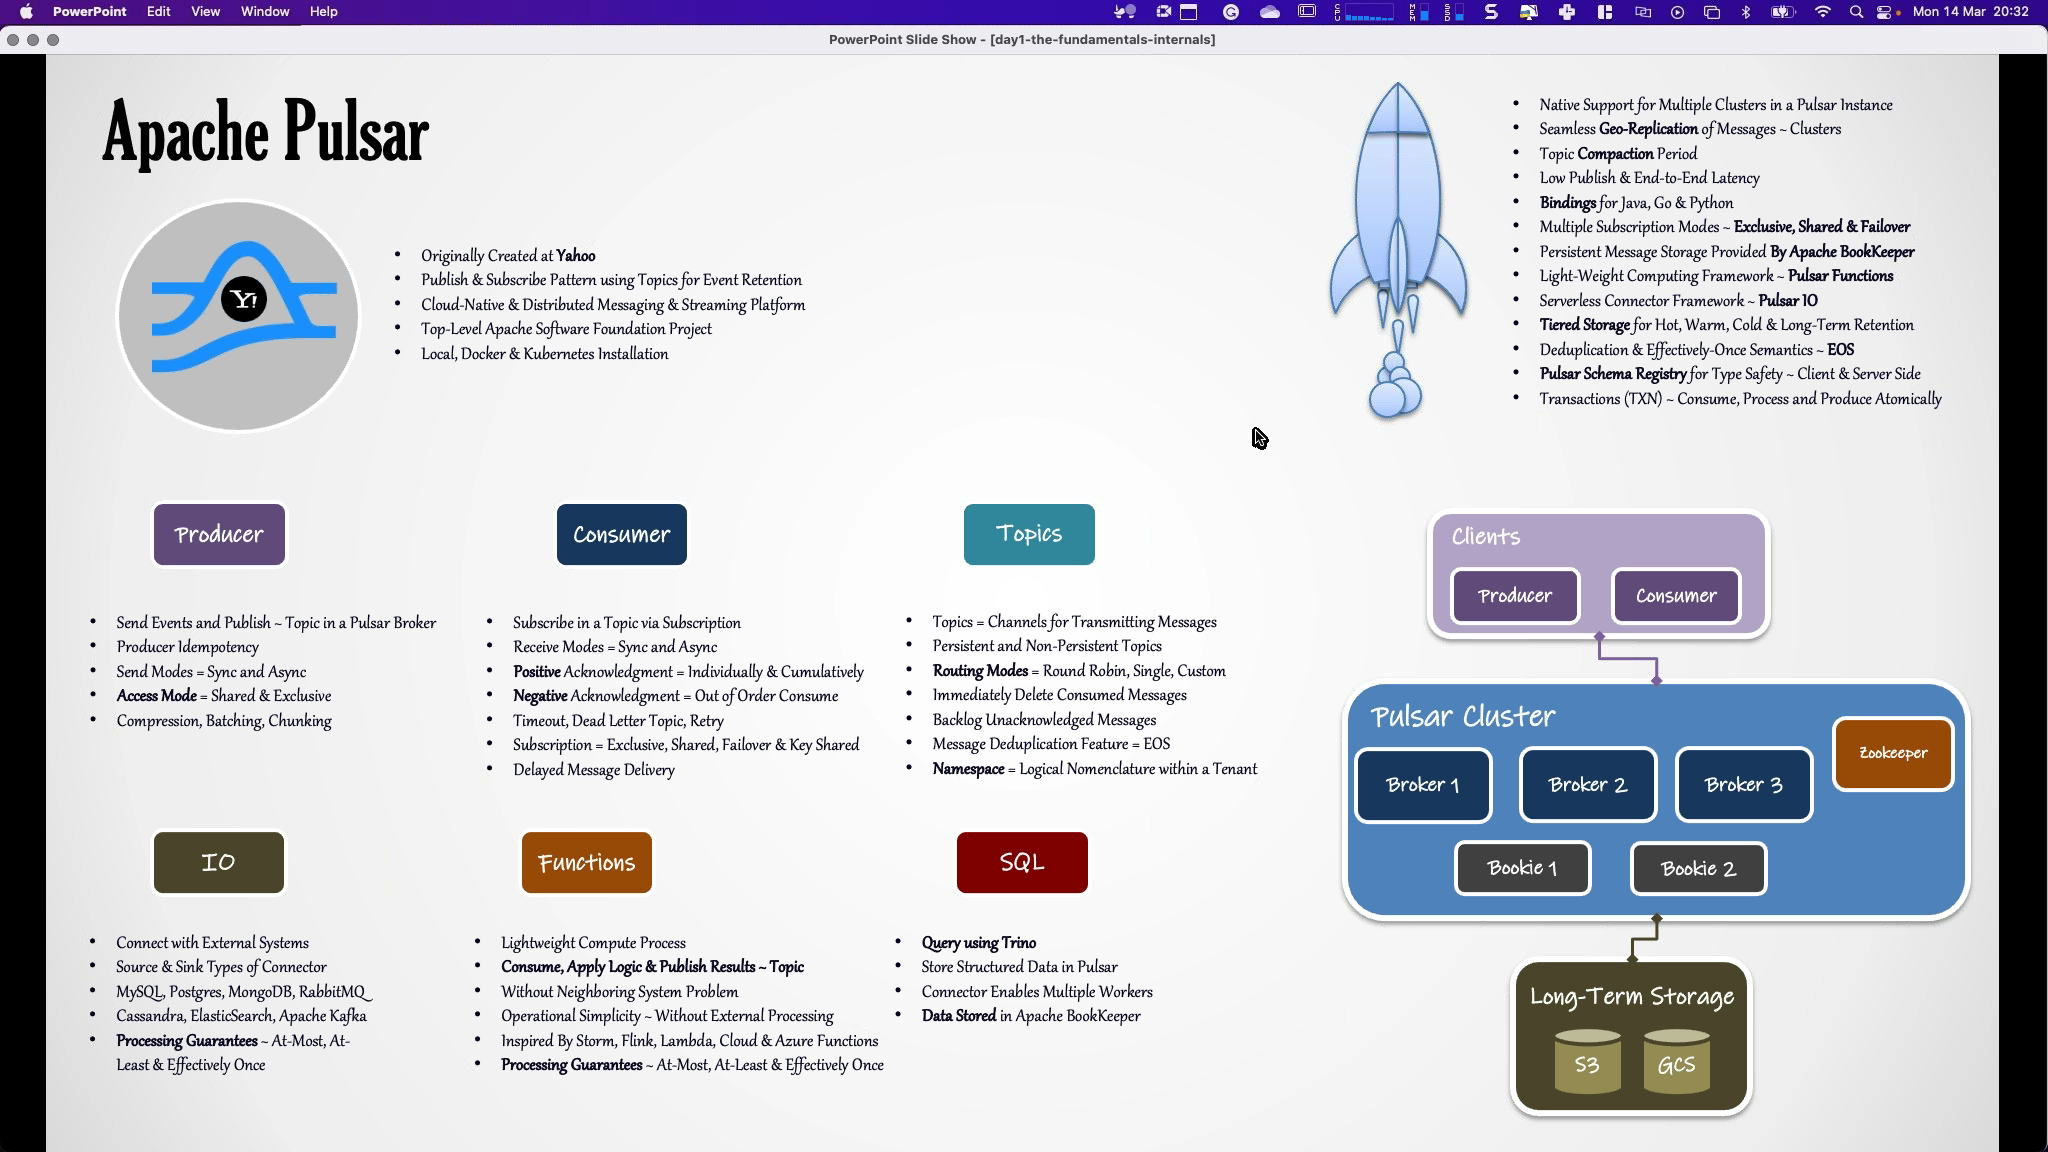 PowerPoint Edit View Window Help
CPU MEM SSD Mon 14 Mar 20:32
PowerPoint Slide Show - [day1-the-fundamentals-internals]
Apache Pulsar
Y!
• Originally Created at Yahoo
• Publish & Subscribe Pattern using Topics for Event Retention
• Cloud-Native & Distributed Messaging & Streaming Platform
• Top-Level Apache Software Foundation Project
• Local, Docker & Kubernetes Installation
• Native Support for Multiple Clusters in a Pulsar Instance
• Seamless Geo-Replication of Messages ~ Clusters
• Topic Compaction Period
• Low Publish & End-to-End Latency
• Bindings for Java, Go & Python
• Multiple Subscription Modes ~ Exclusive, Shared & Failover
• Persistent Message Storage Provided By Apache BookKeeper
• Light-Weight Computing Framework ~ Pulsar Functions
• Serverless Connector Framework ~ Pulsar IO
• Tiered Storage for Hot, Warm, Cold & Long-Term Retention
• Deduplication & Effectively-Once Semantics ~ EOS
• Pulsar Schema Registry for Type Safety ~ Client & Server Side
• Transactions (TXN) ~ Consume, Process and Produce Atomically
Producer
• Send Events and Publish ~ Topic in a Pulsar Broker
• Producer Idempotency
• Send Modes = Sync and Async
• Access Mode = Shared & Exclusive
• Compression, Batching, Chunking
Consumer
• Subscribe in a Topic via Subscription
• Receive Modes = Sync and Async
• Positive Acknowledgment = Individually & Cumulatively
• Negative Acknowledgment = Out of Order Consume
• Timeout, Dead Letter Topic, Retry
• Subscription = Exclusive, Shared, Failover & Key Shared
• Delayed Message Delivery
Topics
• Topics = Channels for Transmitting Messages
• Persistent and Non-Persistent Topics
• Routing Modes = Round Robin, Single, Custom
• Immediately Delete Consumed Messages
• Backlog Unacknowledged Messages
• Message Deduplication Feature = EOS
• Namespace = Logical Nomenclature within a Tenant
IO
• Connect with External Systems
• Source & Sink Types of Connector
• MySQL, Postgres, MongoDB, RabbitMQ
Cassandra, ElasticSearch, Apache Kafka
• Processing Guarantees ~ At-Most, At-
Least & Effectively Once
Functions
• Lightweight Compute Process
• Consume, Apply Logic & Publish Results ~ Topic
• Without Neighboring System Problem
• Operational Simplicity ~ Without External Processing
• Inspired By Storm, Flink, Lambda, Cloud & Azure Functions
• Processing Guarantees ~ At-Most, At-Least & Effectively Once
SQL
• Query using Trino
• Store Structured Data in Pulsar
• Connector Enables Multiple Workers
• Data Stored in Apache BookKeeper
Clients
Producer Consumer
Pulsar Cluster
Zookeeper
Broker 1 Broker 2 Broker 3
Bookie 1 Bookie 2
Long-Term Storage
S3 GCS